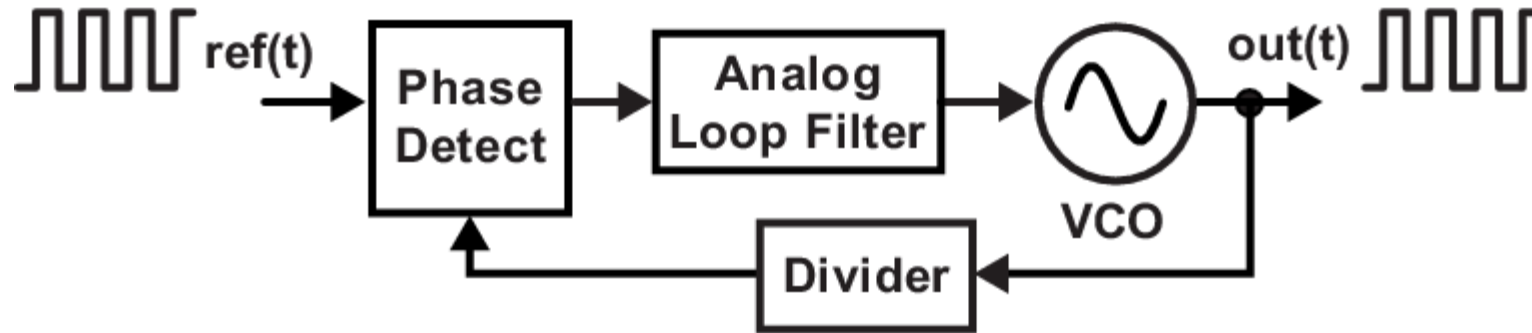 ref(t)
Phase
Detect
Analog
Loop Filter
out(t)
VCO
Divider